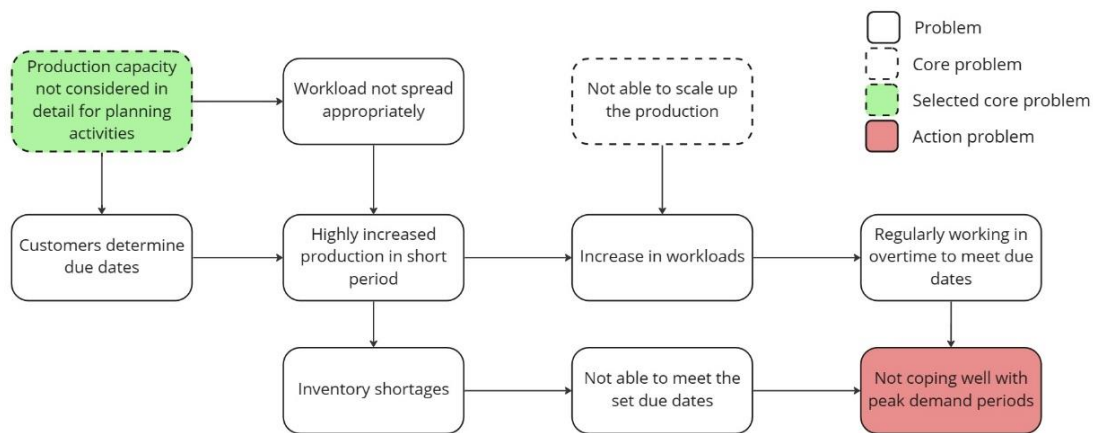 Production capacity
not considered in
detail for planning
activities
Workload not spread
appropriately
Not able to scale up
the production
Problem
Core problem
Selected core problem
Action problem
Customers determine
due dates
Highly increased
production in short
period
Increase in workloads
Regularly working in
overtime to meet due
dates
Inventory shortages
Not able to meet the
set due dates
Not coping well with
peak demand periods